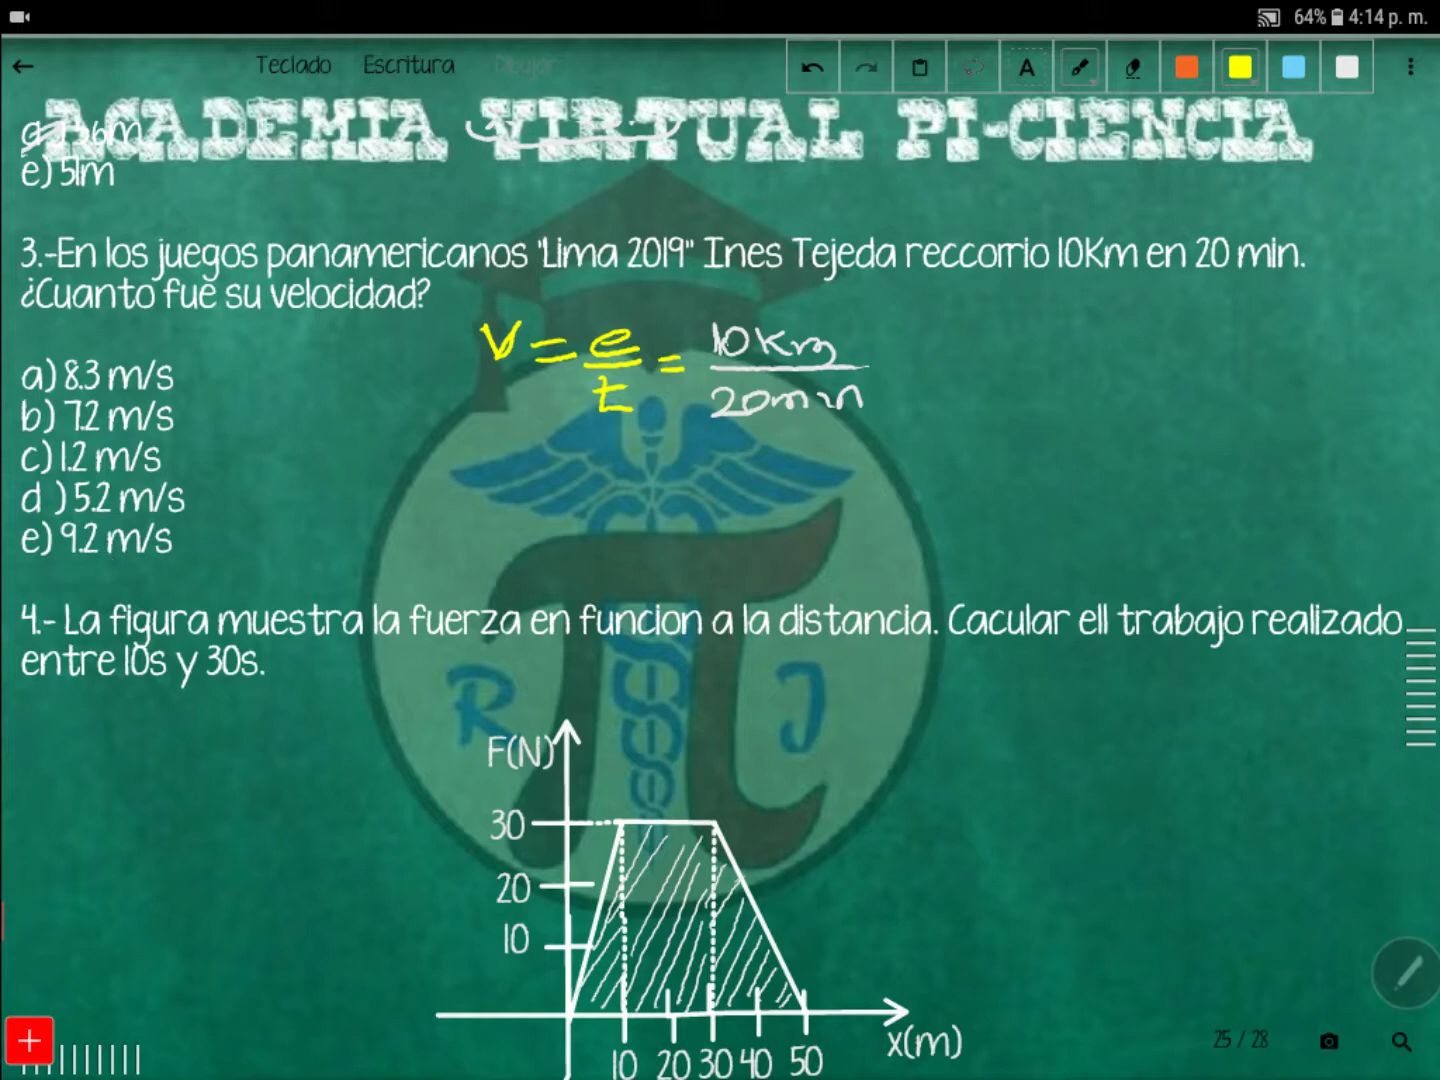 64% 4:14 p. m.
Teclado Escritura Dibujar
A
ACADEMIA VIRTUAL PI-CIENCIA
e) 51m
3.-En los juegos panamericanos "Lima 2019" Ines Tejeda reccorrio 10Km en 20 min.
¿Cuanto fue su velocidad?
V = e/t = 10Km/20min
a) 8.3 m/s
b) 7.2 m/s
c) 1.2 m/s
d ) 5.2 m/s
e) 9.2 m/s
4.- La figura muestra la fuerza en funcion a la distancia. Cacular ell trabajo realizado
entre 10s y 30s.
R π J
F(N)
30
20
10
10 20 30 40 50
x(m)
25 / 28